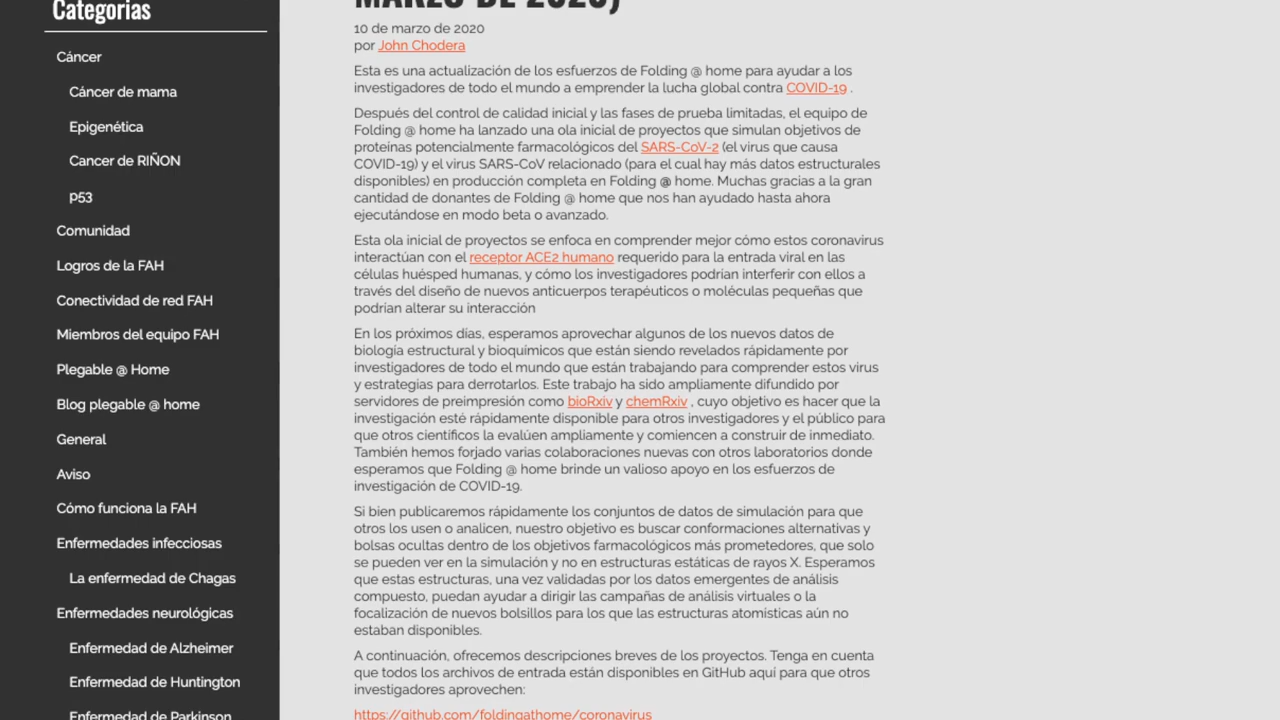 Categorias
Cáncer
Cáncer de mama
Epigenética
Cancer de RIÑON
p53
Comunidad
Logros de la FAH
Conectividad de red FAH
Miembros del equipo FAH
Plegable @ Home
Blog plegable @ home
General
Aviso
Cómo funciona la FAH
Enfermedades infecciosas
La enfermedad de Chagas
Enfermedades neurológicas
Enfermedad de Alzheimer
Enfermedad de Huntington
Enfermedad de Parkinson
MARZO DE 2020)
10 de marzo de 2020
por John Chodera
Esta es una actualización de los esfuerzos de Folding @ home para ayudar a los
investigadores de todo el mundo a emprender la lucha global contra COVID-19 .
Después del control de calidad inicial y las fases de prueba limitadas, el equipo de
Folding @ home ha lanzado una ola inicial de proyectos que simulan objetivos de
proteínas potencialmente farmacológicos del SARS-CoV-2 (el virus que causa
COVID-19) y el virus SARS-CoV relacionado (para el cual hay más datos estructurales
disponibles) en producción completa en Folding @ home. Muchas gracias a la gran
cantidad de donantes de Folding @ home que nos han ayudado hasta ahora
ejecutándose en modo beta o avanzado.
Esta ola inicial de proyectos se enfoca en comprender mejor cómo estos coronavirus
interactúan con el receptor ACE2 humano requerido para la entrada viral en las
células huésped humanas, y cómo los investigadores podrían interferir con ellos a
través del diseño de nuevos anticuerpos terapéuticos o moléculas pequeñas que
podrían alterar su interacción
En los próximos días, esperamos aprovechar algunos de los nuevos datos de
biología estructural y bioquímicos que están siendo revelados rápidamente por
investigadores de todo el mundo que están trabajando para comprender estos virus
y estrategias para derrotarlos. Este trabajo ha sido ampliamente difundido por
servidores de preimpresión como bioRxiv y chemRxiv , cuyo objetivo es hacer que la
investigación esté rápidamente disponible para otros investigadores y el público para
que otros científicos la evalúen ampliamente y comiencen a construir de inmediato.
También hemos forjado varias colaboraciones nuevas con otros laboratorios donde
esperamos que Folding @ home brinde un valioso apoyo en los esfuerzos de
investigación de COVID-19.
Si bien publicaremos rápidamente los conjuntos de datos de simulación para que
otros los usen o analicen, nuestro objetivo es buscar conformaciones alternativas y
bolsas ocultas dentro de los objetivos farmacológicos más prometedores, que solo
se pueden ver en la simulación y no en estructuras estáticas de rayos X. Esperamos
que estas estructuras, una vez validadas por los datos emergentes de análisis
compuesto, puedan ayudar a dirigir las campañas de análisis virtuales o la
focalización de nuevos bolsillos para los que las estructuras atomísticas aún no
estaban disponibles.
A continuación, ofrecemos descripciones breves de los proyectos. Tenga en cuenta
que todos los archivos de entrada están disponibles en GitHub aquí para que otros
investigadores aprovechen:
https://github.com/foldingathome/coronavirus